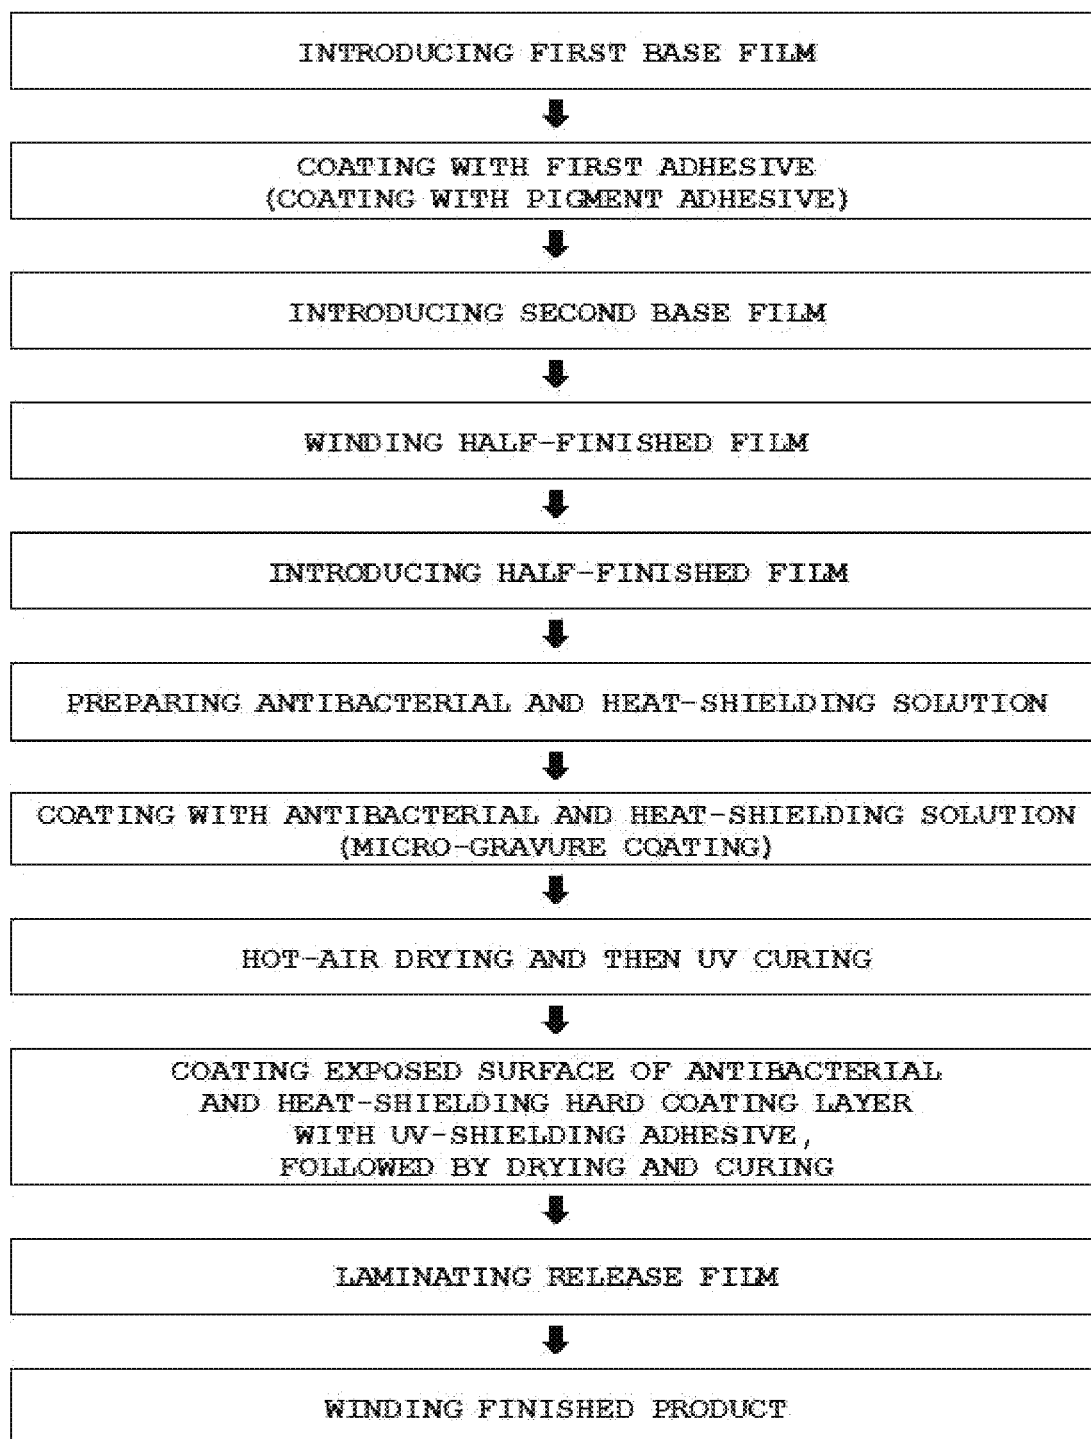 INTRODUCING FIRST BASE FILM
COATING WITH FIRST ADHESIVE
(COATING WITH PIGMENT ADHESIVE)
INTRODUCING SECOND BASE FILM
WINDING HALF-FINISHED FILM
INTRODUCING HALF-FINISHED FILM
PREPARING ANTIBACTERIAL AND HEAT-SHIELDING SOLUTION
COATING WITH ANTIBACTERIAL AND HEAT-SHIELDING SOLUTION
(MICRO-GRAVURE COATING)
HOT-AIR DRYING AND THEN UV CURING
COATING EXPOSED SURFACE OF ANTIBACTERIAL
AND HEAT-SHIELDING HARD COATING LAYER
WITH UV-SHIELDING ADHESIVE,
FOLLOWED BY DRYING AND CURING
LAMINATING RELEASE FILM
WINDING FINISHED PRODUCT